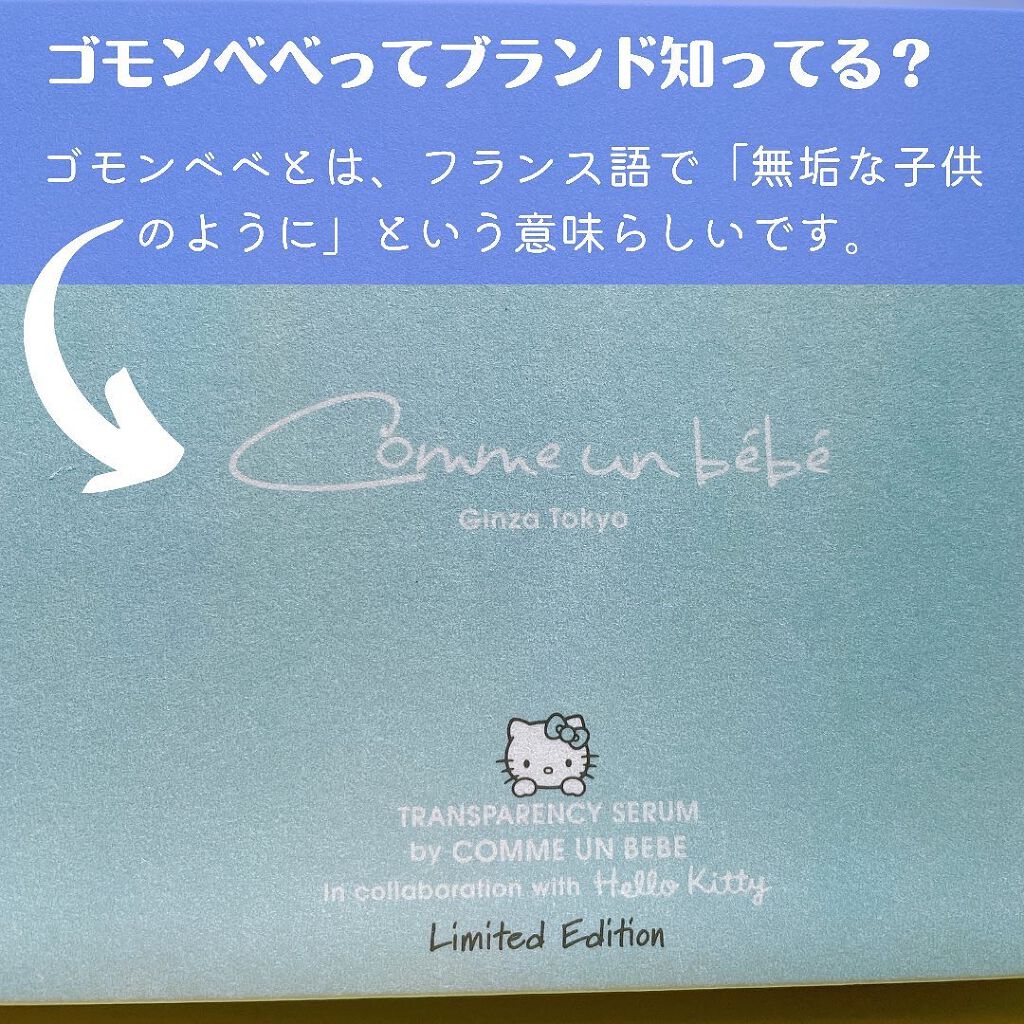 ゴモンベベってブランド知ってる？
ゴモンベベとは、フランス語で「無垢な子供
のように」という意味らしいです。
Comme un bébé
Ginza Tokyo
TRANSPARENCY SERUM
by COMME UN BEBE
in collaboration with Hello Kitty
Limited Edition